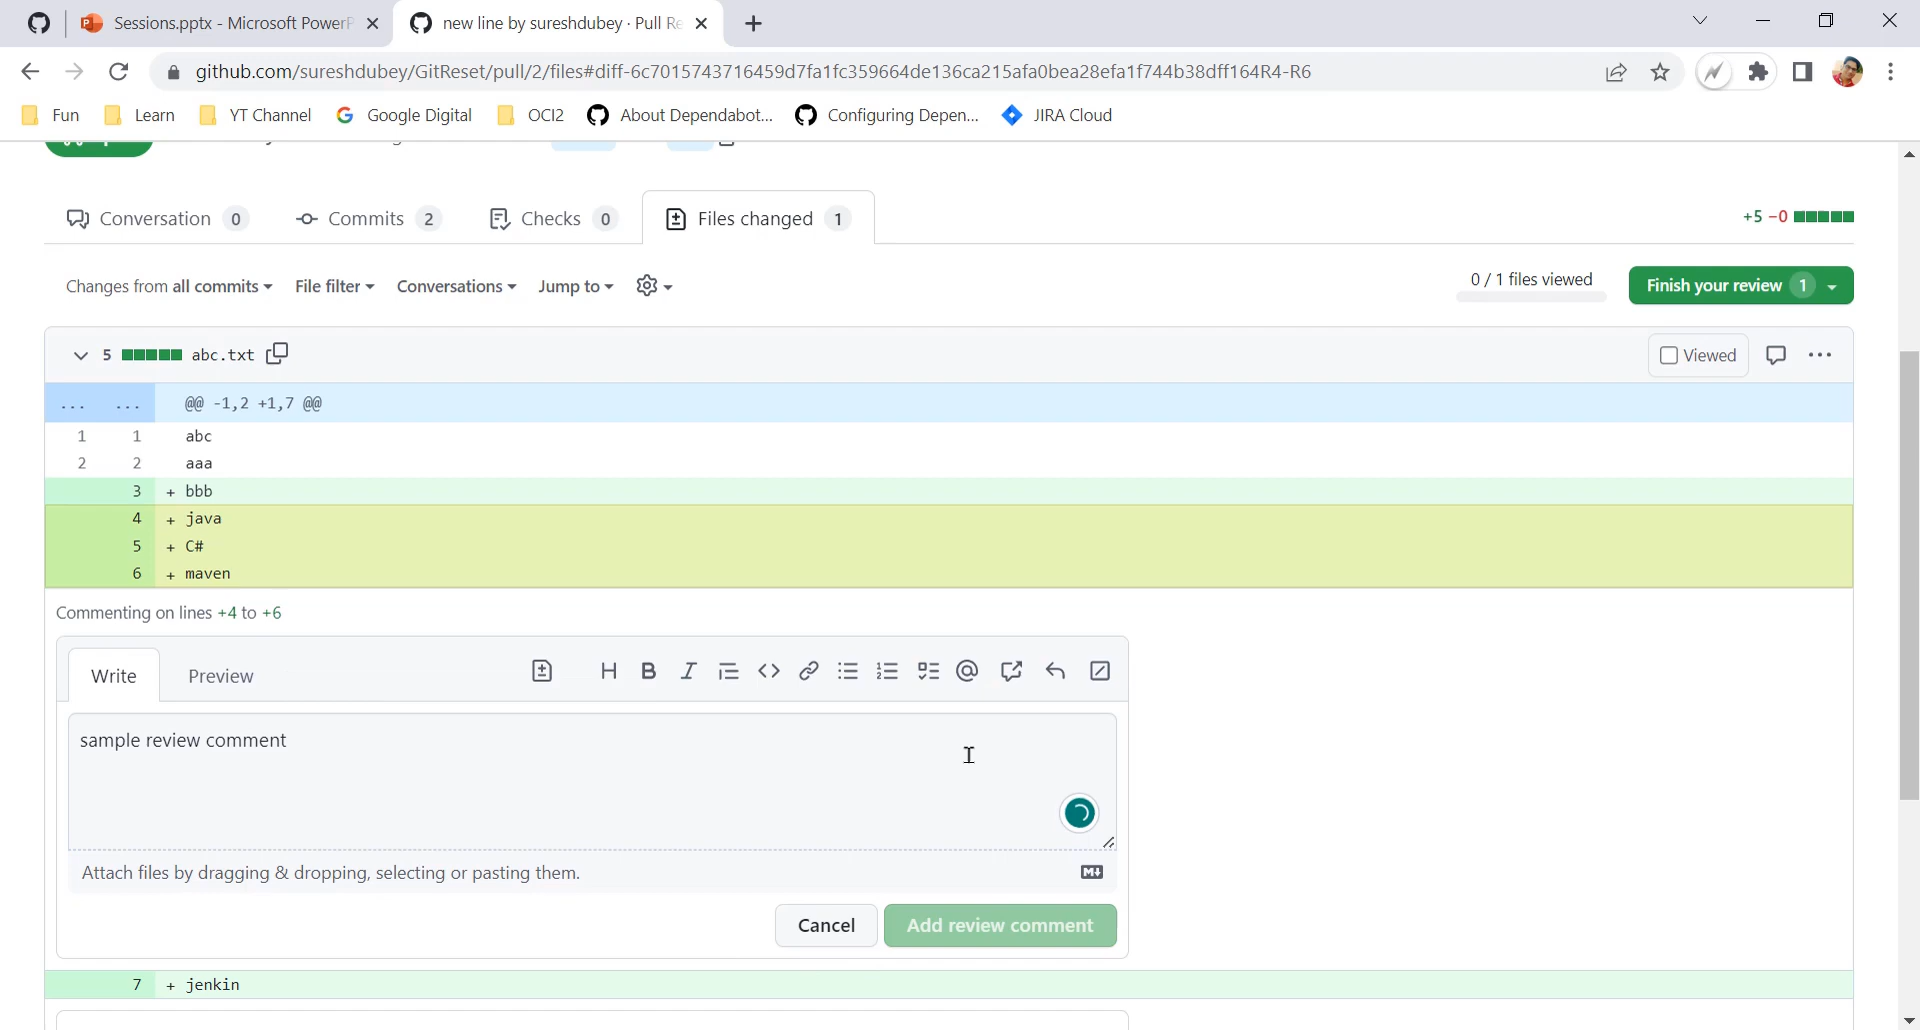 Sessions.pptx - Microsoft PowerP
new line by sureshdubey · Pull Re
github.com/sureshdubey/GitReset/pull/2/files#diff-6c7015743716459d7fa1fc359664de136ca215afa0bea28efa1f744b38dff164R4-R6
Fun Learn YT Channel Google Digital OCI2 About Dependabot... Configuring Depen... JIRA Cloud
Conversation 0 Commits 2 Checks 0 Files changed 1 +5 −0
Changes from all commits File filter Conversations Jump to 0 / 1 files viewed Finish your review 1
5 abc.txt Viewed
... ... @@ -1,2 +1,7 @@
1 1 abc
2 2 aaa
3 + bbb
4 + java
5 + C#
6 + maven
Commenting on lines +4 to +6
Write Preview H B I @
sample review comment
Attach files by dragging & dropping, selecting or pasting them.
Cancel Add review comment
7 + jenkin